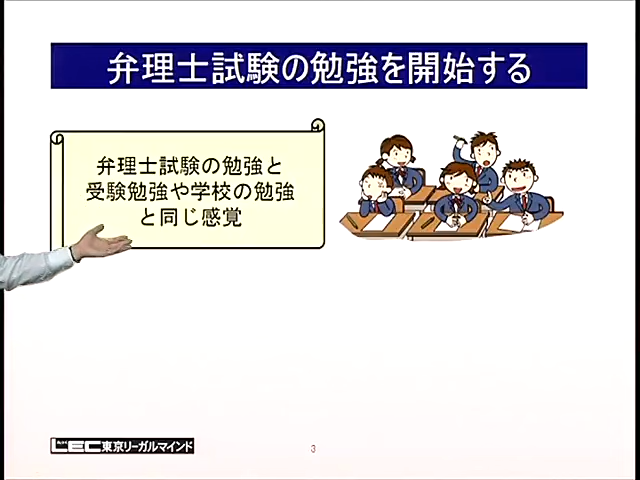 弁理士試験の勉強を開始する
弁理士試験の勉強と
受験勉強や学校の勉強
と同じ感覚
LEC東京リーガルマインド
3